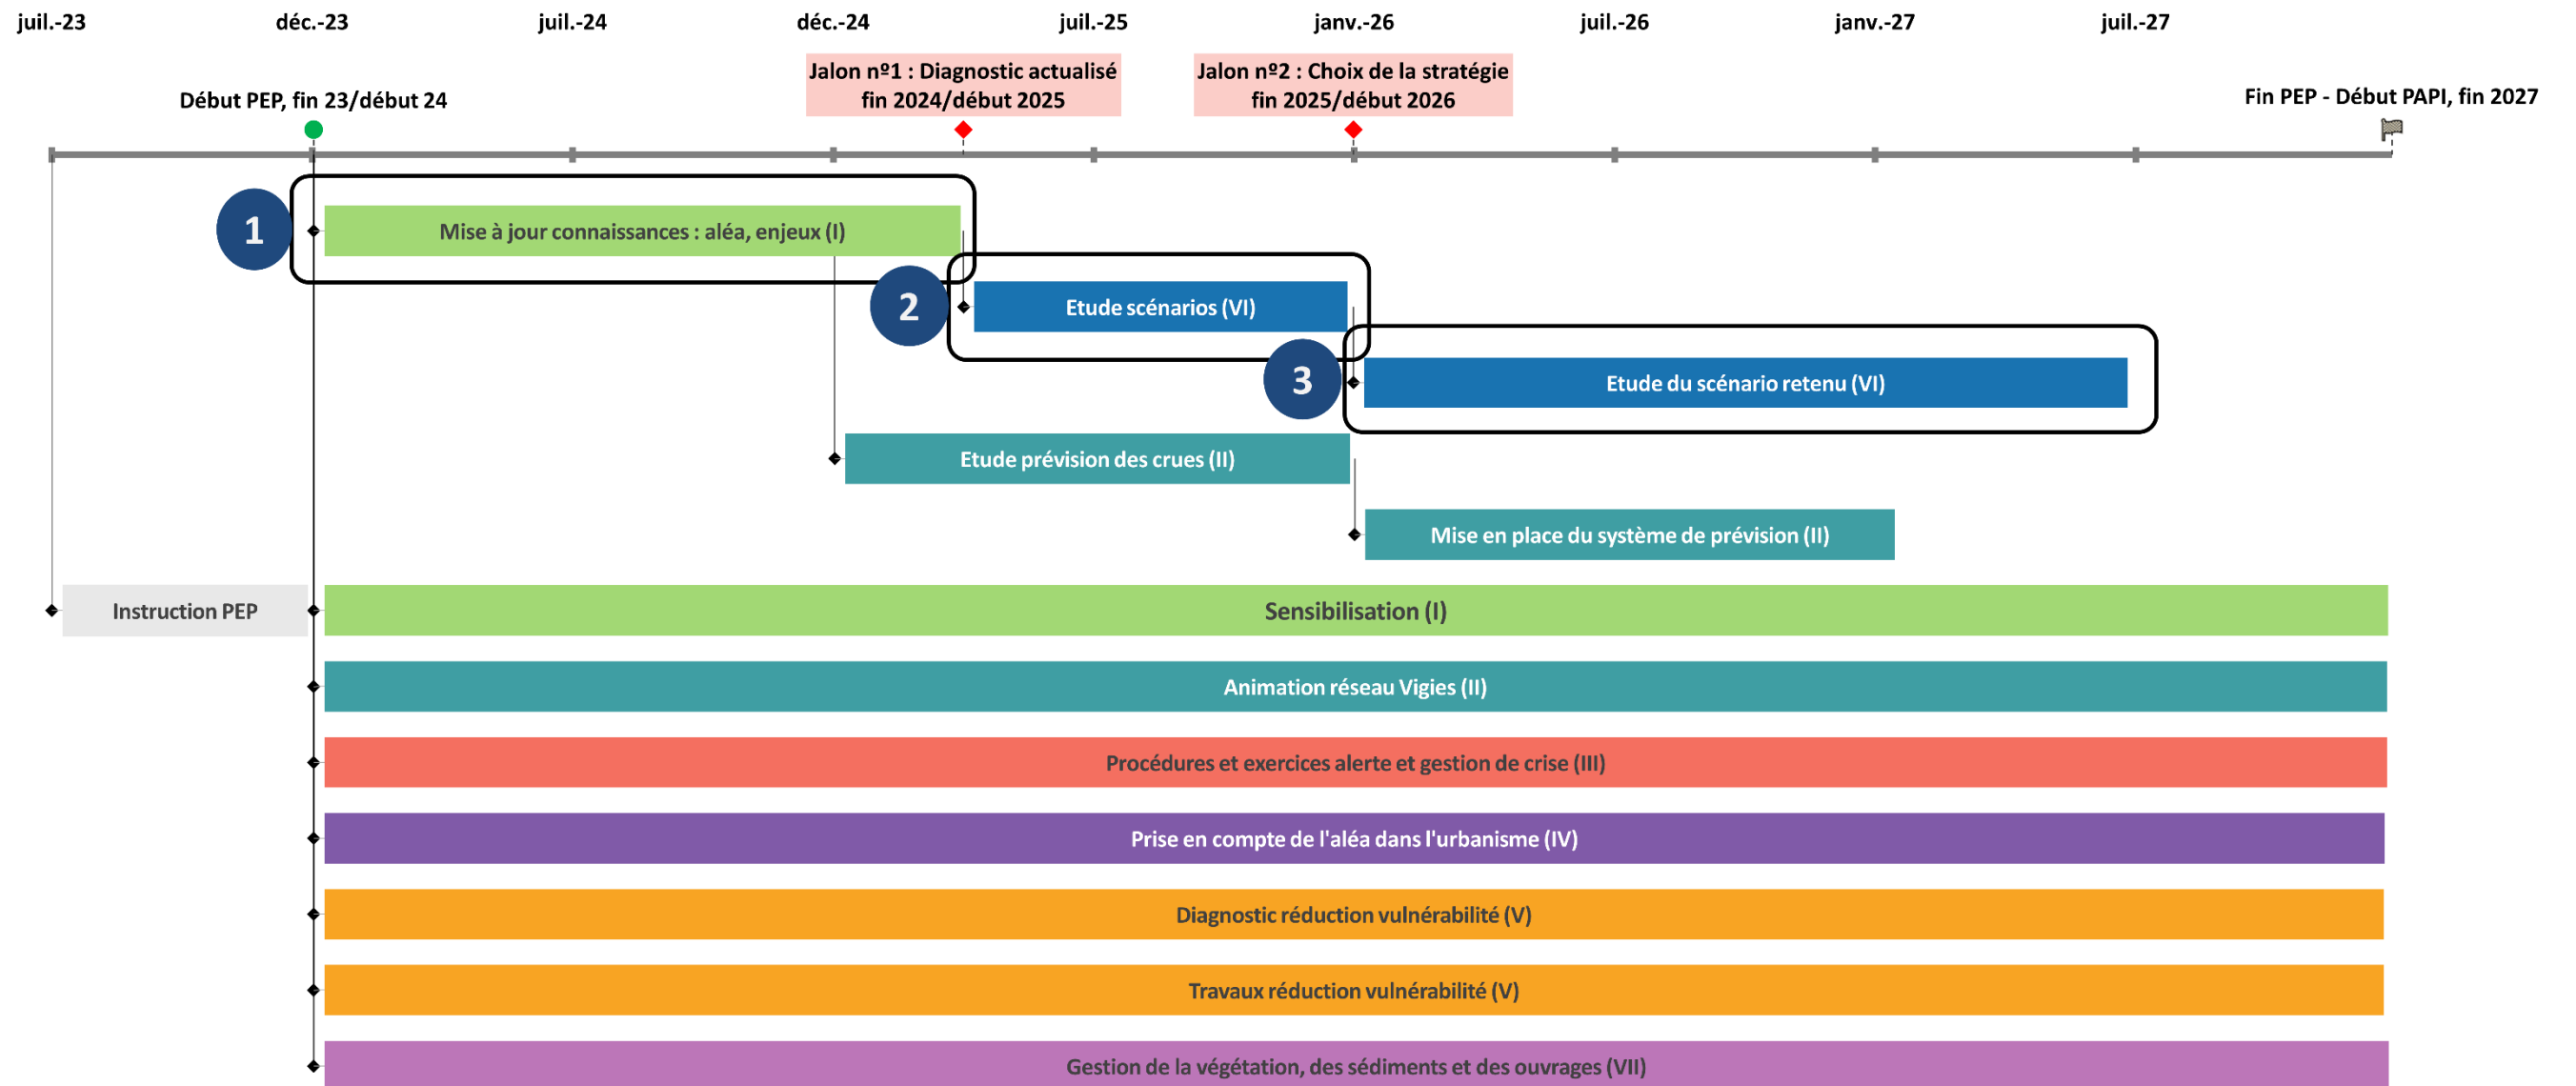 juil.-23 déc.-23 juil.-24 déc.-24 juil.-25 janv.-26 juil.-26 janv.-27 juil.-27
Jalon nº1 : Diagnostic actualisé
fin 2024/début 2025
Jalon nº2 : Choix de la stratégie
fin 2025/début 2026
Début PEP, fin 23/début 24
Fin PEP - Début PAPI, fin 2027
1
Mise à jour connaissances : aléa, enjeux (I)
2
Etude scénarios (VI)
3
Etude du scénario retenu (VI)
Etude prévision des crues (II)
Mise en place du système de prévision (II)
Instruction PEP
Sensibilisation (I)
Animation réseau Vigies (II)
Procédures et exercices alerte et gestion de crise (III)
Prise en compte de l'aléa dans l'urbanisme (IV)
Diagnostic réduction vulnérabilité (V)
Travaux réduction vulnérabilité (V)
Gestion de la végétation, des sédiments et des ouvrages (VII)